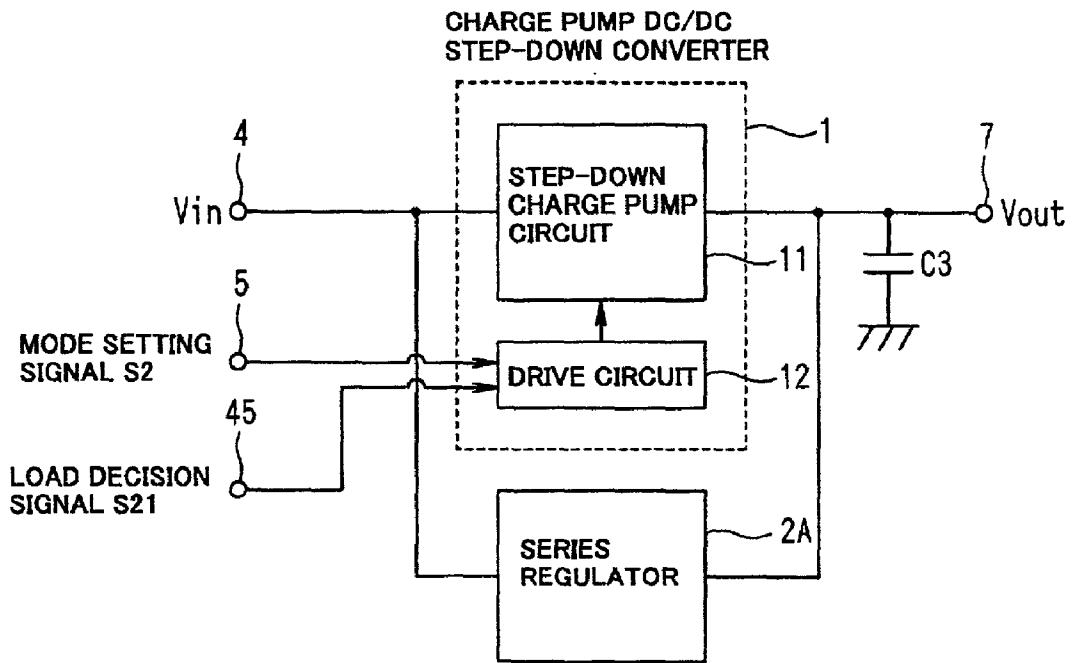 CHARGE PUMP DC/DC
STEP-DOWN CONVERTER
4
1
7
STEP-DOWN
CHARGE PUMP
CIRCUIT
Vin
Vout
11
C3
5
MODE SETTING
SIGNAL S2
DRIVE CIRCUIT
12
45
LOAD DECISION
SIGNAL S21
2A
SERIES
REGULATOR